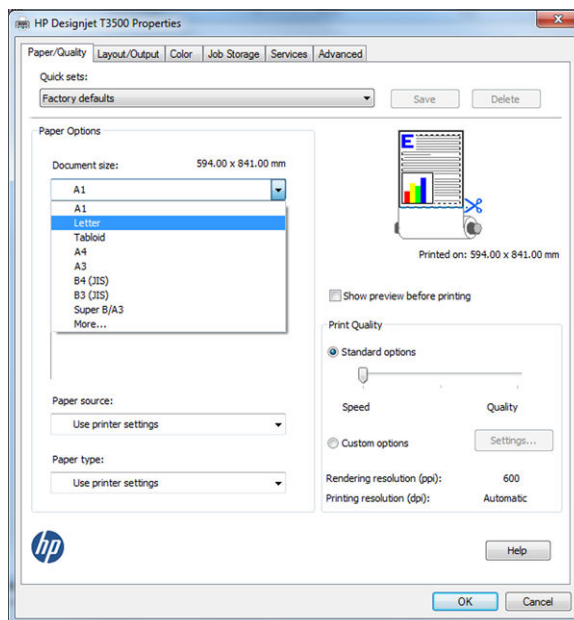 HP Designjet T3500 Properties
Paper/Quality Layout/Output Color Job Storage Services Advanced
Quick sets:
Factory defaults Save Delete
Paper Options
Document size: 594.00 x 841.00 mm
A1
A1
Letter
Tabloid
A4
A3
B4 (JIS)
B3 (JIS)
Super B/A3
More...
Paper source:
Use printer settings
Paper type:
Use printer settings
E
Printed on: 594.00 x 841.00 mm
Show preview before printing
Print Quality
Standard options
Speed Quality
Custom options Settings...
Rendering resolution (ppi): 600
Printing resolution (dpi): Automatic
hp
Help
OK Cancel